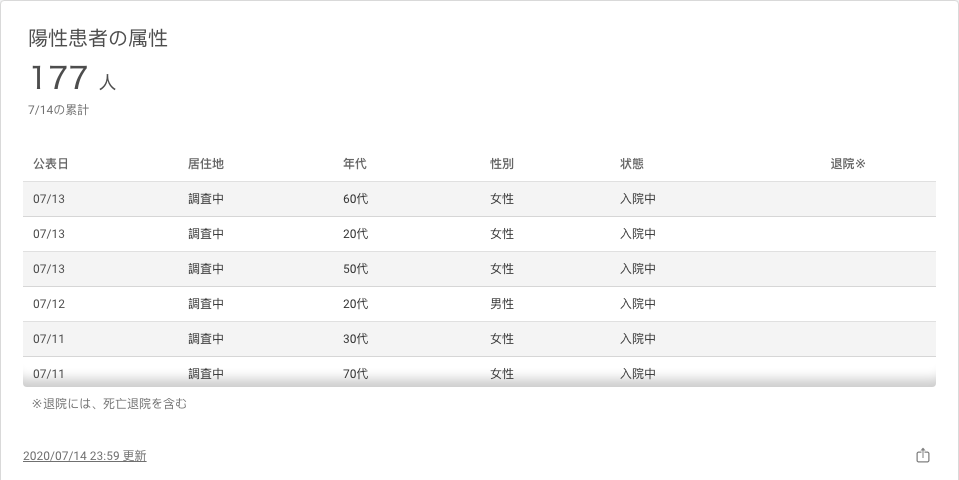 陽性患者の属性
177 人
7/14の累計
公表日 居住地 年代 性別 状態 退院※
07/13 調査中 60代 女性 入院中
07/13 調査中 20代 女性 入院中
07/13 調査中 50代 女性 入院中
07/12 調査中 20代 男性 入院中
07/11 調査中 30代 女性 入院中
07/11 調査中 70代 女性 入院中
※退院には、死亡退院を含む
2020/07/14 23:59 更新